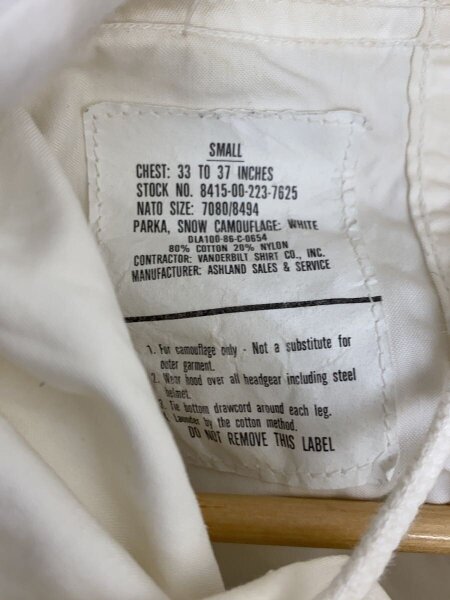 SMALL
CHEST: 33 TO 37 INCHES
STOCK NO. 8415-00-223-7625
NATO SIZE: 7080/8494
PARKA, SNOW CAMOUFLAGE: WHITE
DLA100-86-C-0654
80% COTTON 20% NYLON
CONTRACTOR: VANDERBILT SHIRT CO., INC.
MANUFACTURER: ASHLAND SALES & SERVICE
1. For camouflage only - Not a substitute for
outer garment.
2. Wear hood over all headgear including steel
helmet.
3. Tie bottom drawcord around each leg.
Launder by the cotton method.
DO NOT REMOVE THIS LABEL